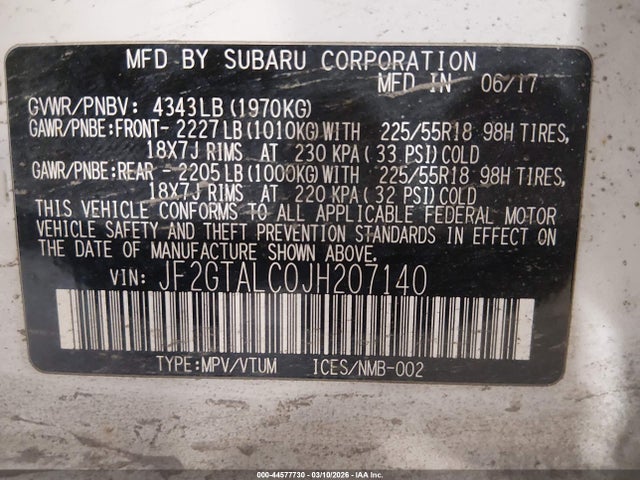 MFD BY SUBARU CORPORATION
MFD IN 06/17
GVWR/PNBV: 4343LB (1970KG)
GAWR/PNBE:FRONT- 2227 LB (1010KG) WITH 225/55R18 98H TIRES,
18X7J RIMS AT 230 KPA ( 33 PSI) COLD
GAWR/PNBE:REAR - 2205 LB (1000KG) WITH 225/55R18 98H TIRES,
18X7J RIMS AT 220 KPA ( 32 PSI) COLD
THIS VEHICLE CONFORMS TO ALL APPLICABLE FEDERAL MOTOR
VEHICLE SAFETY AND THEFT PREVENTION STANDARDS IN EFFECT ON
THE DATE OF MANUFACTURE SHOWN ABOVE.
VIN: JF2GTALC0JH207140
TYPE:MPV/VTUM ICES/NMB-002
000-44577730 - 03/10/2026 - IAA Inc.